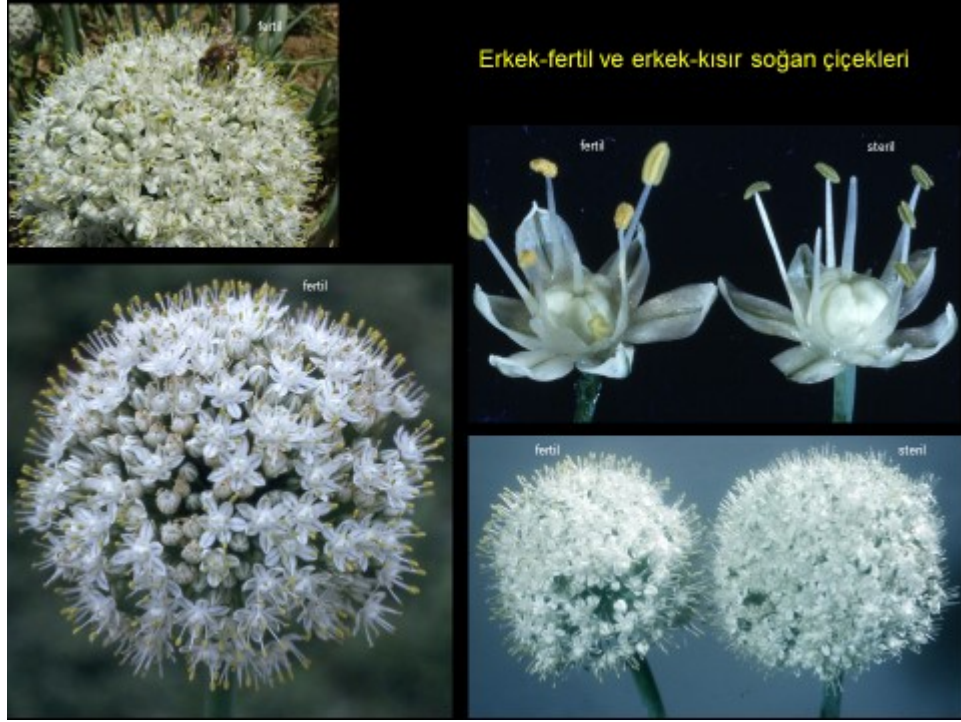 fertil
Erkek-fertil ve erkek-kısır soğan çiçekleri
fertil
steril
fertil
fertil
steril